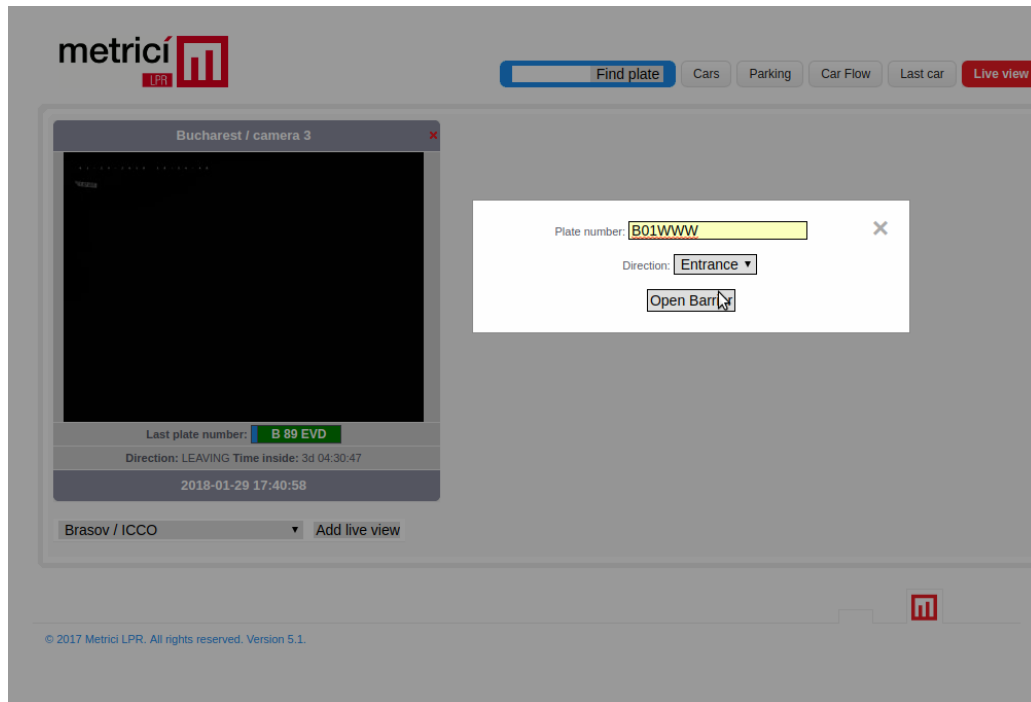 metricí
LPR
Find plate Cars Parking Car Flow Last car Live view
Bucharest / camera 3 ×
Plate number: B01WWW ×
Direction: Entrance ▼
Open Barrier
Last plate number: B 89 EVD
Direction: LEAVING Time inside: 3d 04:30:47
2018-01-29 17:40:58
Brasov / ICCO ▼ Add live view
© 2017 Metrici LPR. All rights reserved. Version 5.1.